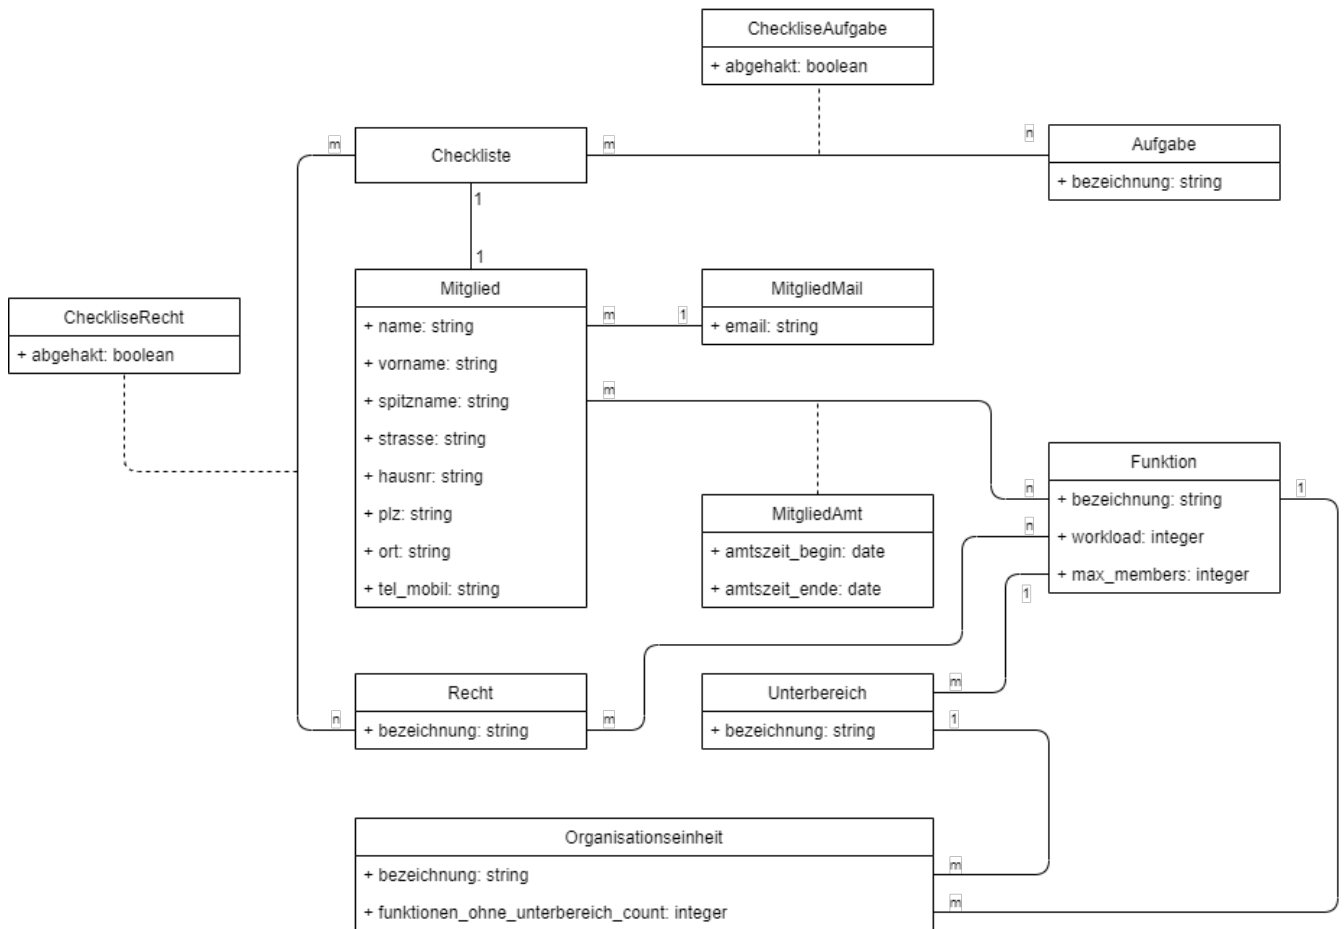 CheckliseAufgabe
+ abgehakt: boolean
m
Checkliste
m
n
Aufgabe
+ bezeichnung: string
1
1
CheckliseRecht
+ abgehakt: boolean
Mitglied
+ name: string
+ vorname: string
+ spitzname: string
+ strasse: string
+ hausnr: string
+ plz: string
+ ort: string
+ tel_mobil: string
m
1
MitgliedMail
+ email: string
m
n
MitgliedAmt
+ amtszeit_begin: date
+ amtszeit_ende: date
Funktion
+ bezeichnung: string
+ workload: integer
+ max_members: integer
1
n
1
n
Recht
+ bezeichnung: string
m
Unterbereich
+ bezeichnung: string
m
1
Organisationseinheit
+ bezeichnung: string
+ funktionen_ohne_unterbereich_count: integer
m
m